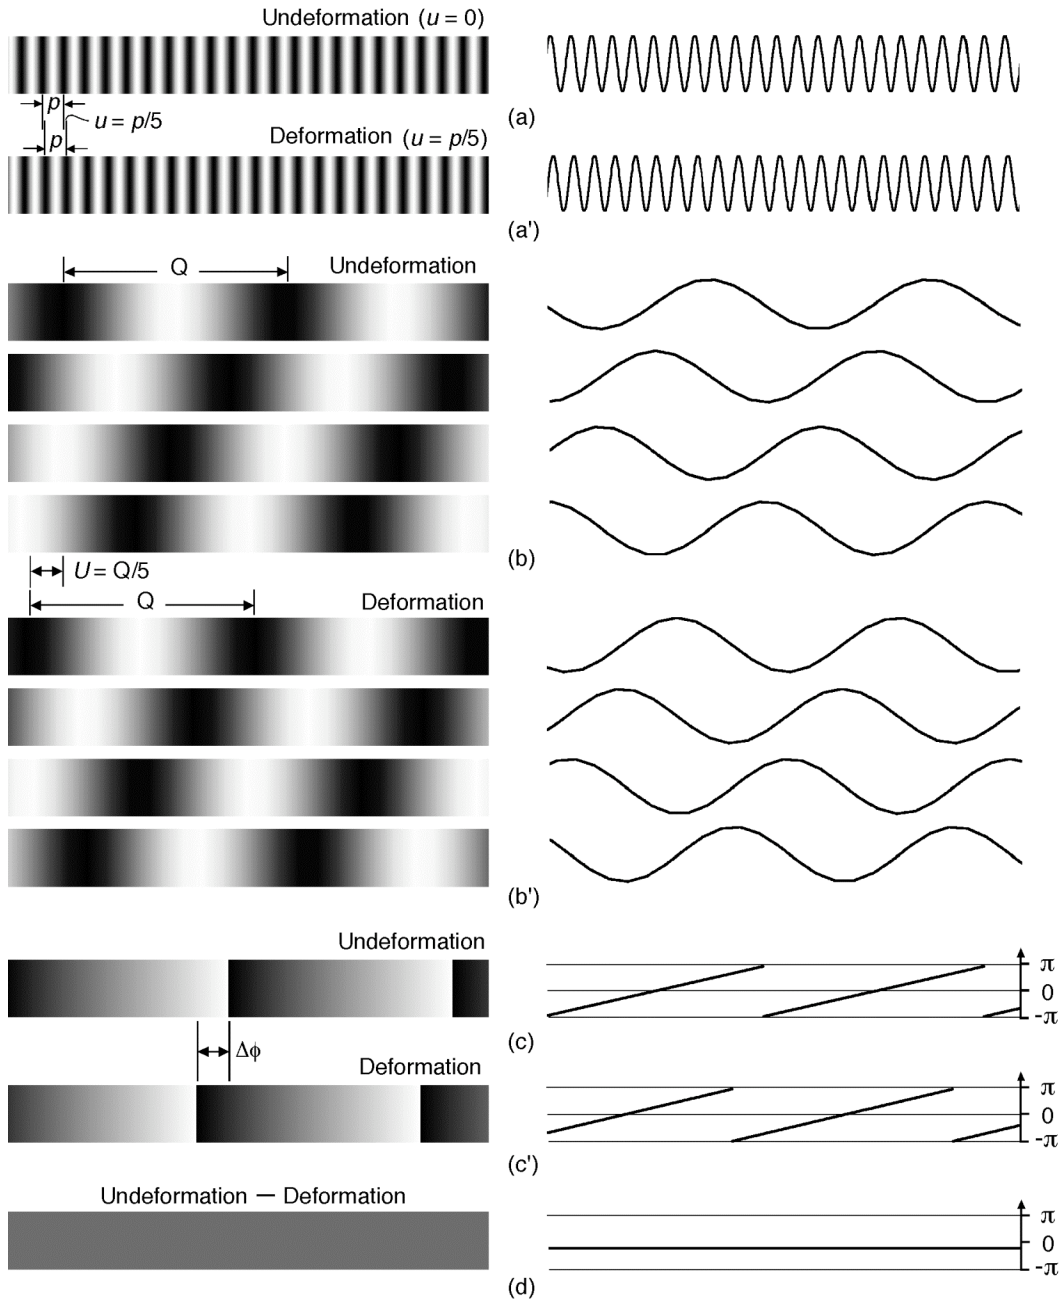 Undeformation (u = 0)
(a)
p
u = p/5
p
Deformation (u = p/5)
(a')
Q
Undeformation
(b)
U = Q/5
Q
Deformation
(b')
Undeformation
π
0
-π
(c)
Δϕ
Deformation
π
0
-π
(c')
Undeformation — Deformation
π
0
-π
(d)